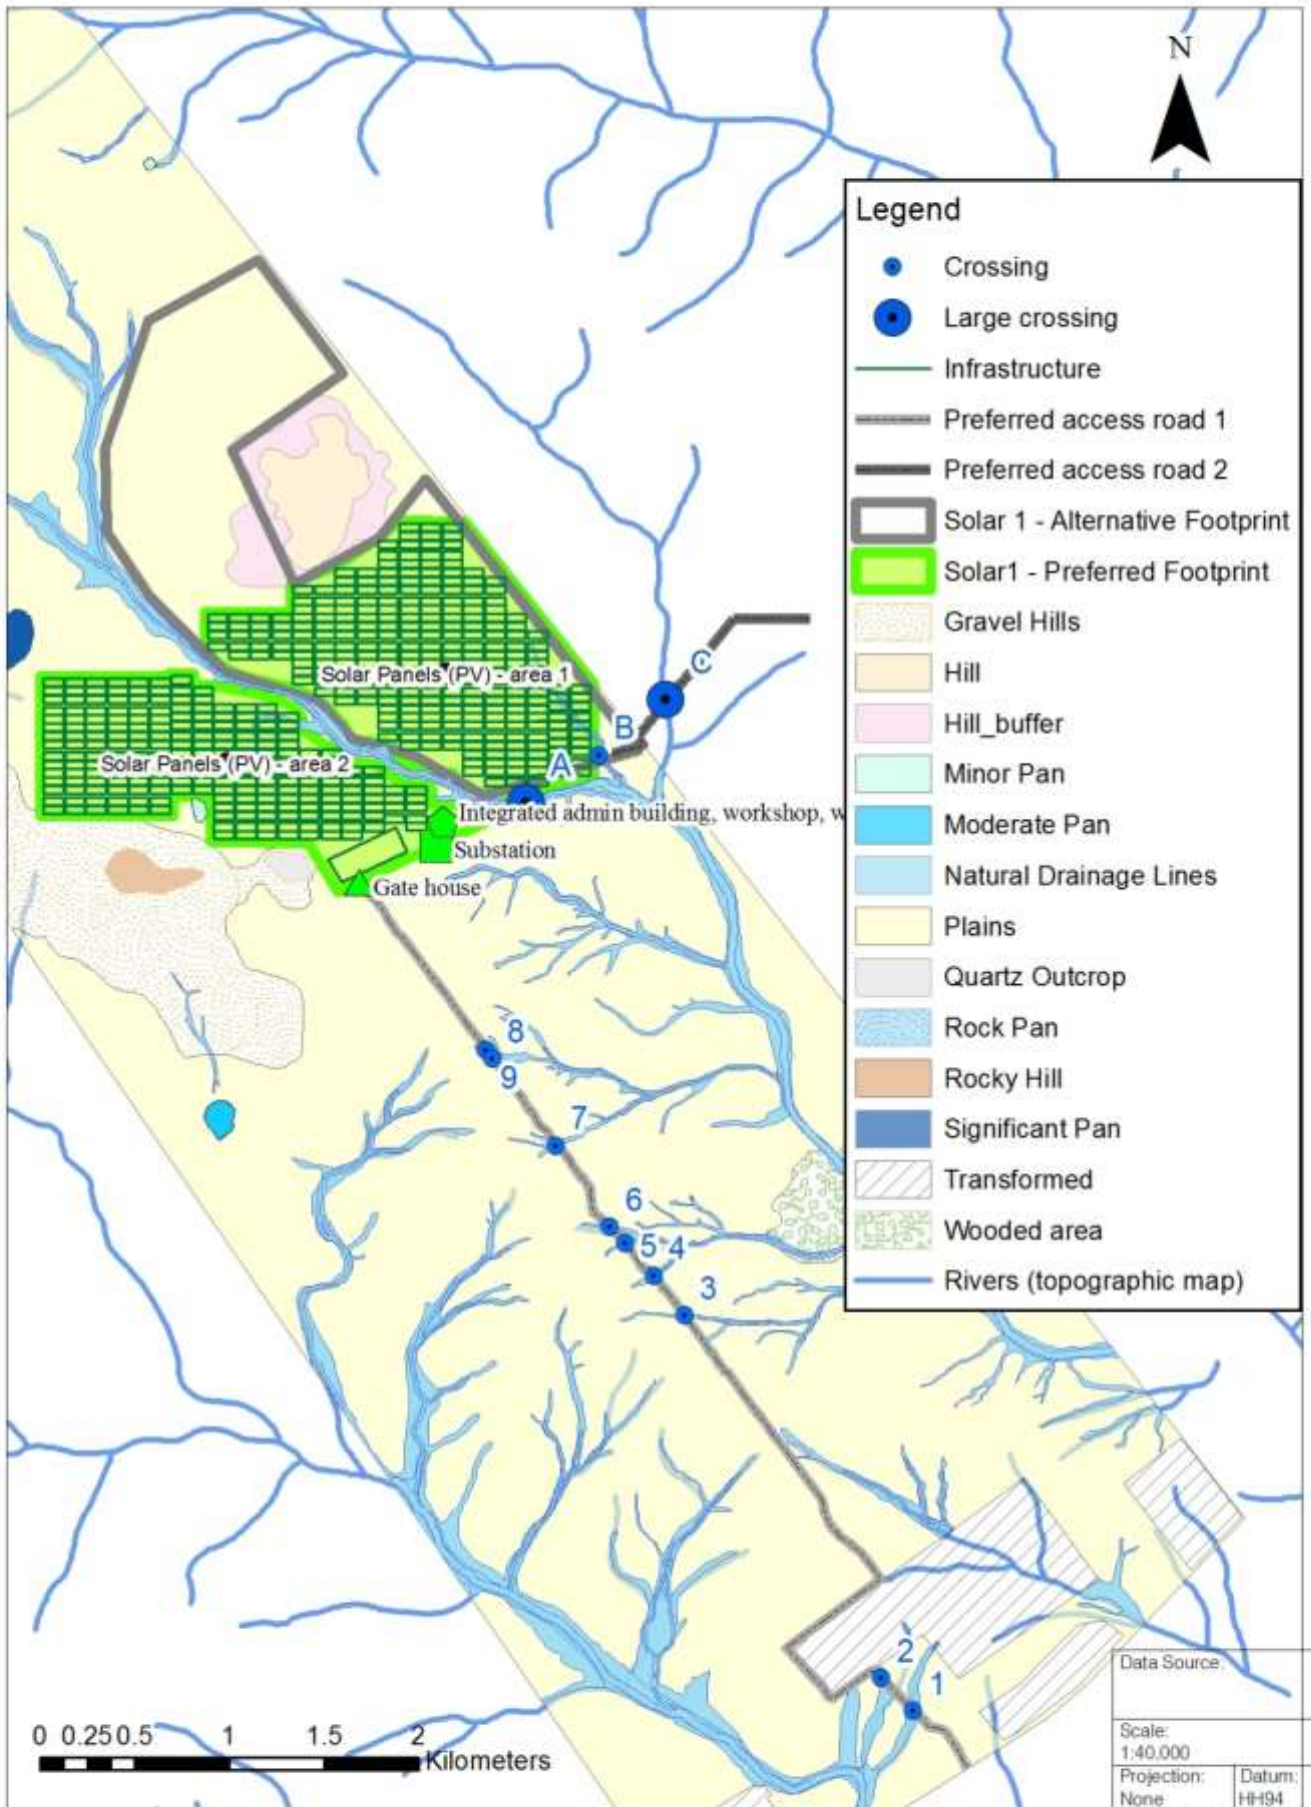 N
Legend
Crossing
Large crossing
Infrastructure
Preferred access road 1
Preferred access road 2
Solar 1 - Alternative Footprint
Solar1 - Preferred Footprint
Gravel Hills
Hill
Hill_buffer
Minor Pan
Moderate Pan
Natural Drainage Lines
Plains
Quartz Outcrop
Rock Pan
Rocky Hill
Significant Pan
Transformed
Wooded area
Rivers (topographic map)
Solar Panels (PV) - area 1
C
B
A
Solar Panels (PV) - area 2
Integrated admin building, workshop, w
Substation
Gate house
8
9
7
6
5 4
3
2
1
0 0.25 0.5 1 1.5 2
Kilometers
Data Source:
Scale:
1:40,000
Projection: Datum:
None HH94